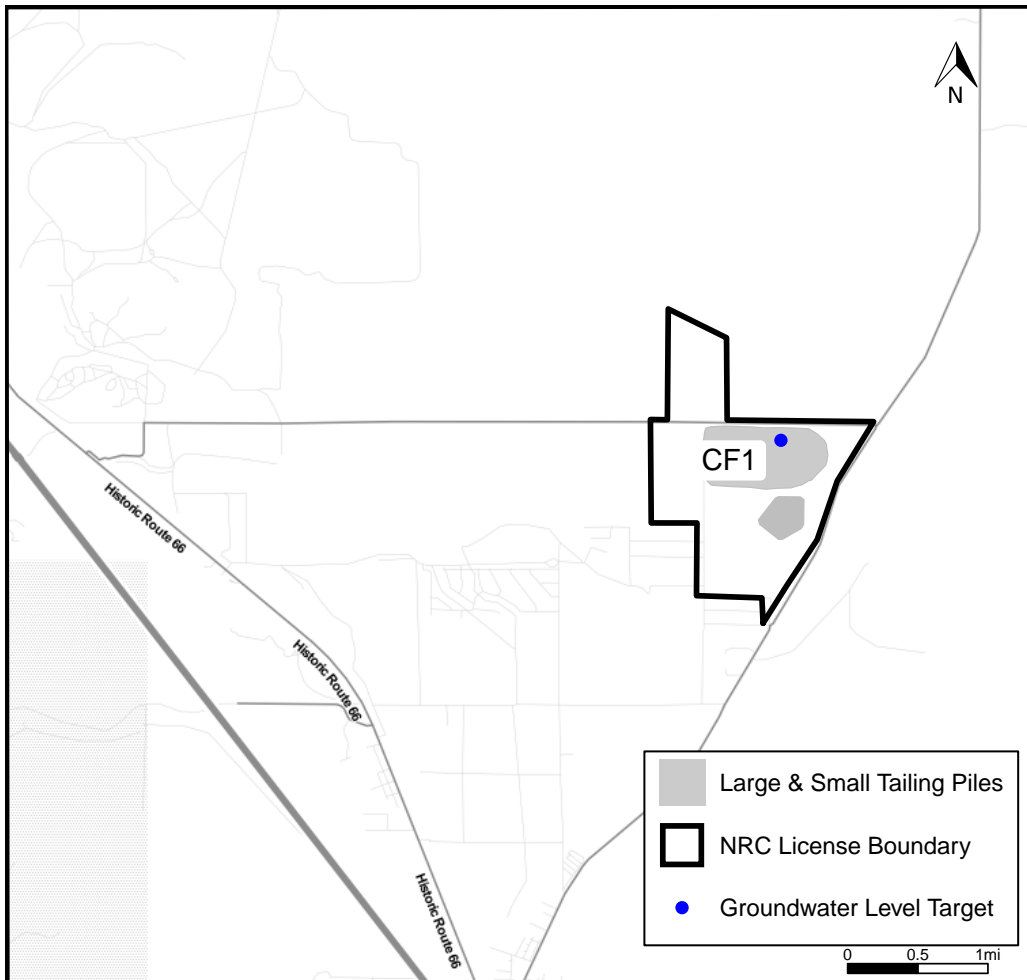 N
CF1
Historic Route 66
Historic Route 66
Historic Route 66
Large & Small Tailing Piles
NRC License Boundary
Groundwater Level Target
0 0.5 1mi